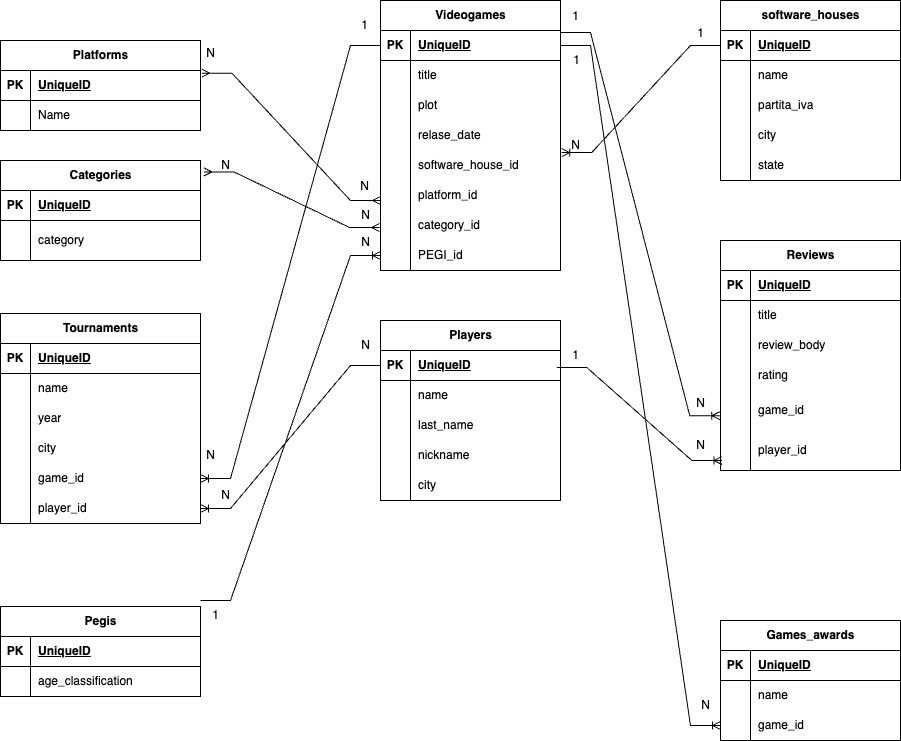 Platforms
PK UniqueID
Name
Categories
PK UniqueID
category
Tournaments
PK UniqueID
name
year
city
game_id
player_id
Pegis
PK UniqueID
age_classification
N
N
N
N
1
1
N
N
N
N
Videogames
PK UniqueID
title
plot
relase_date
software_house_id
platform_id
category_id
PEGI_id
Players
PK UniqueID
name
last_name
nickname
city
1
1
N
1
1
N
N
N
software_houses
PK UniqueID
name
partita_iva
city
state
Reviews
PK UniqueID
title
review_body
rating
game_id
player_id
Games_awards
PK UniqueID
name
game_id